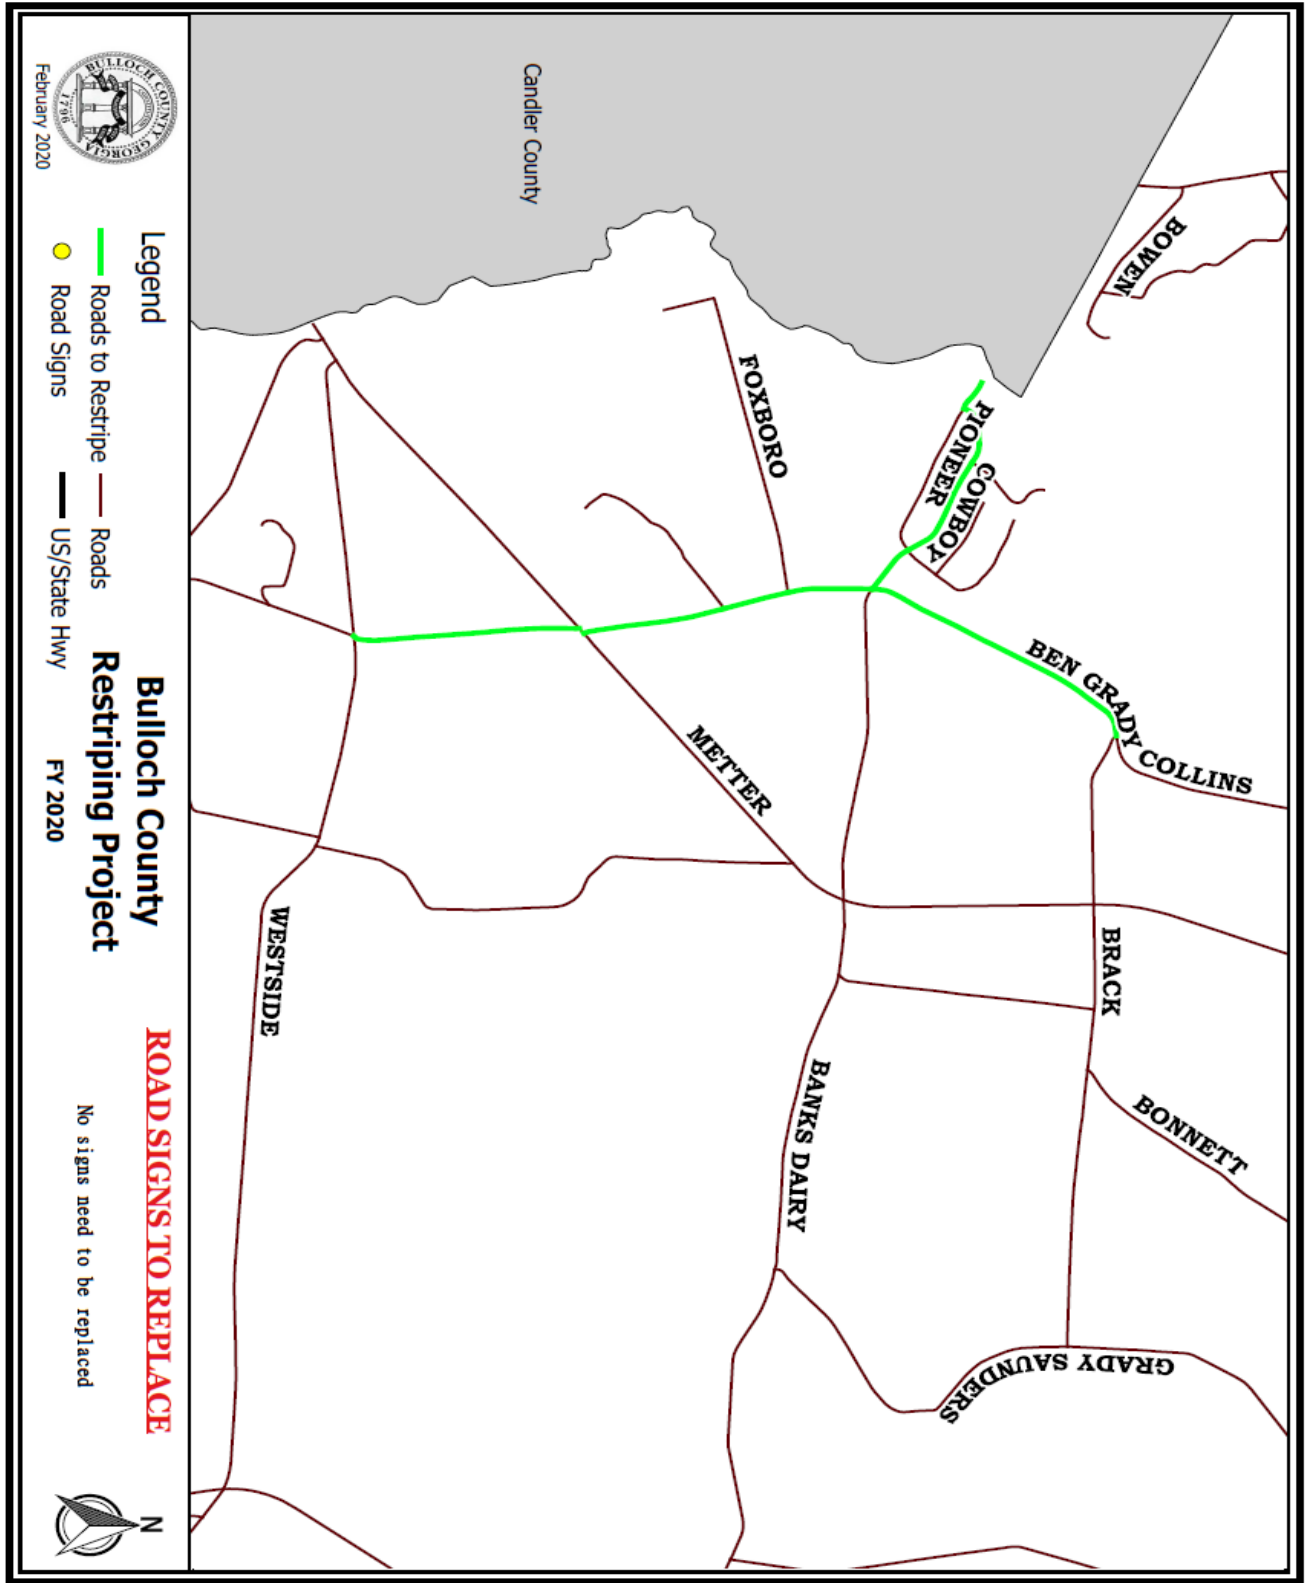 BOWEN
Candler County
PIONEER
COWBOY
FOXBORO
BEN GRADY COLLINS
METTER
BRACK
WESTSIDE
BANKS DAIRY
BONNETT
GRADY SAUNDERS
BULLOCH COUNTY GEORGIA
1796
February 2020
Legend
Roads to Restripe
Roads
Road Signs
US/State Hwy
Bulloch County
Restriping Project
FY 2020
ROAD SIGNS TO REPLACE
No signs need to be replaced
N